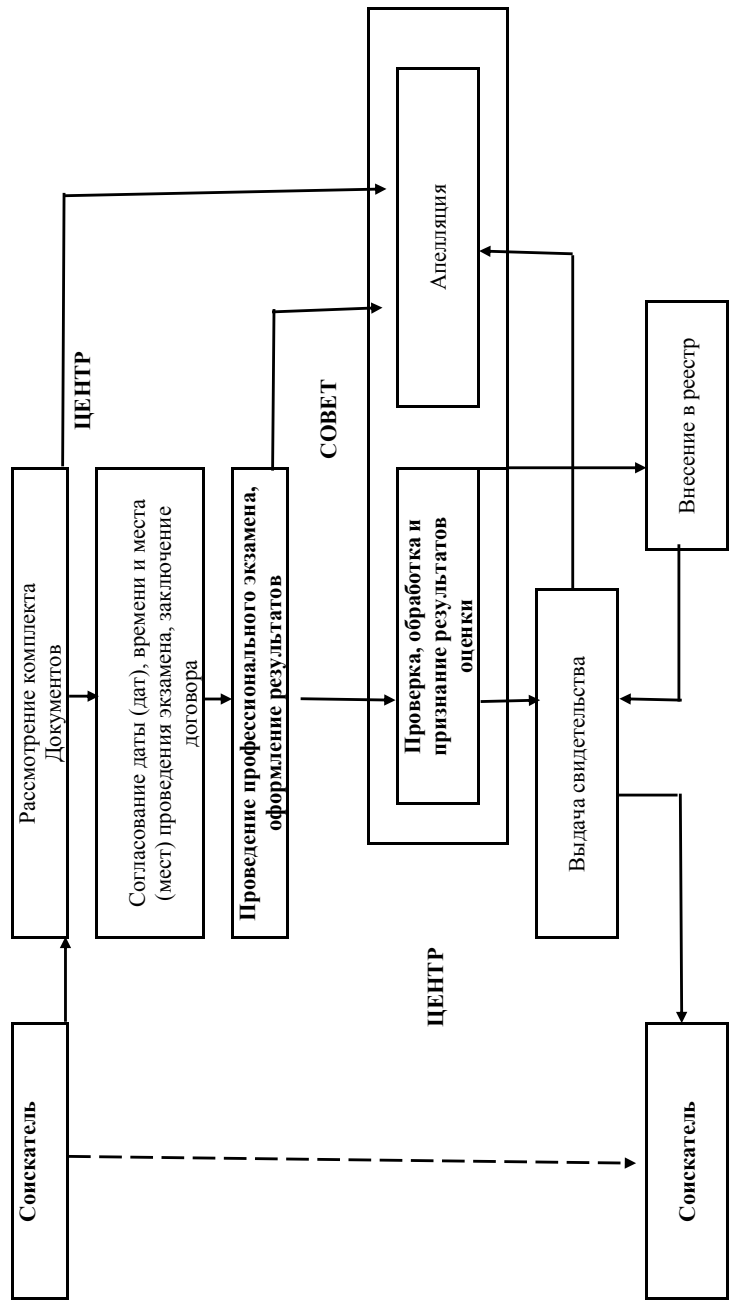 Соискатель
Рассмотрение комплекта
Документов
ЦЕНТР
Согласование даты (дат), времени и места
(мест) проведения экзамена, заключение
договора
Проведение профессионального экзамена,
оформление результатов
СОВЕТ
Проверка, обработка и
признание результатов
оценки
Апелляция
ЦЕНТР
Выдача свидетельства
Внесение в реестр
Соискатель